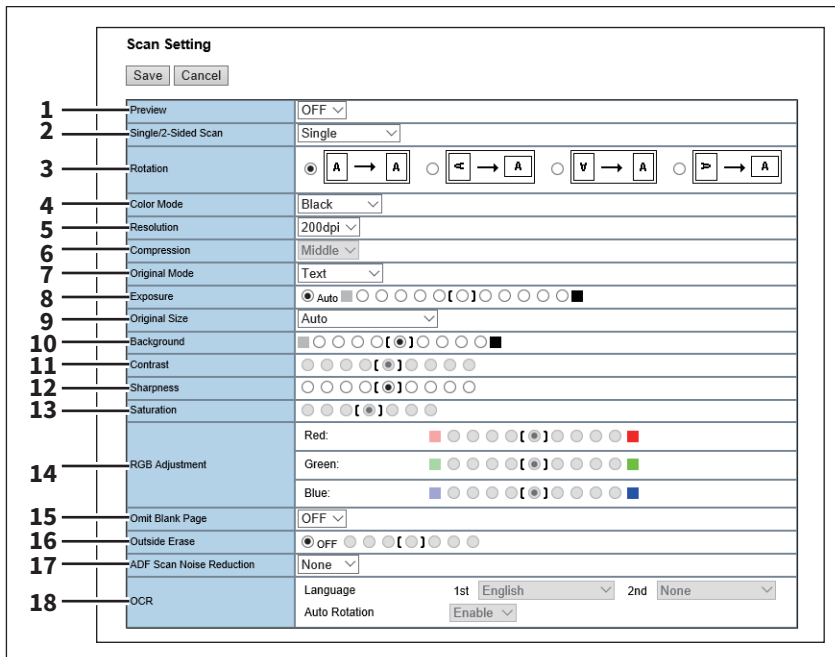 Scan Setting
Save Cancel
1 Preview OFF
2 Single/2-Sided Scan Single
3 Rotation A → A A → A A → A A → A
4 Color Mode Black
5 Resolution 200dpi
6 Compression Middle
7 Original Mode Text
8 Exposure Auto [ ]
9 Original Size Auto
10 Background [ ]
11 Contrast [ ]
12 Sharpness [ ]
13 Saturation [ ]
Red: [ ]
14 RGB Adjustment Green: [ ]
Blue: [ ]
15 Omit Blank Page OFF
16 Outside Erase OFF [ ]
17 ADF Scan Noise Reduction None
18 OCR Language 1st English 2nd None
Auto Rotation Enable